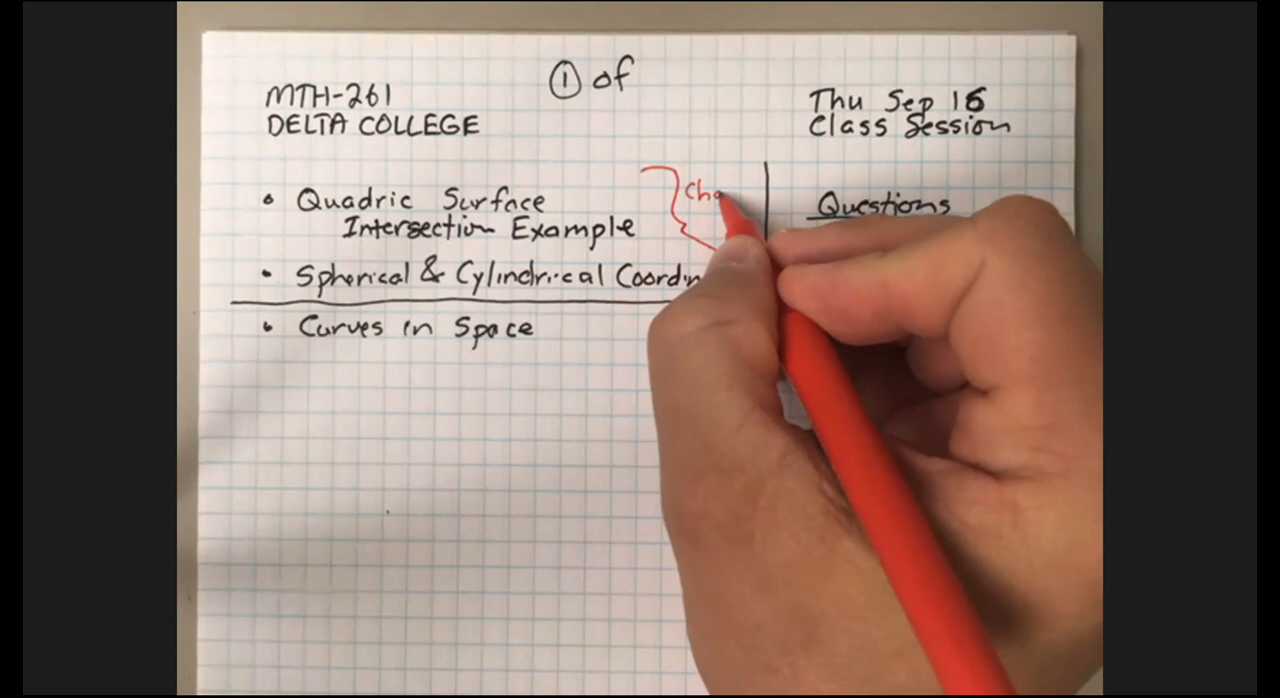 ① of
MTH-261
DELTA COLLEGE
Thu Sep 16
Class Session
• Quadric Surface
Intersection Example
Cha
Questions
• Spherical & Cylindrical Coordin
• Curves in Space